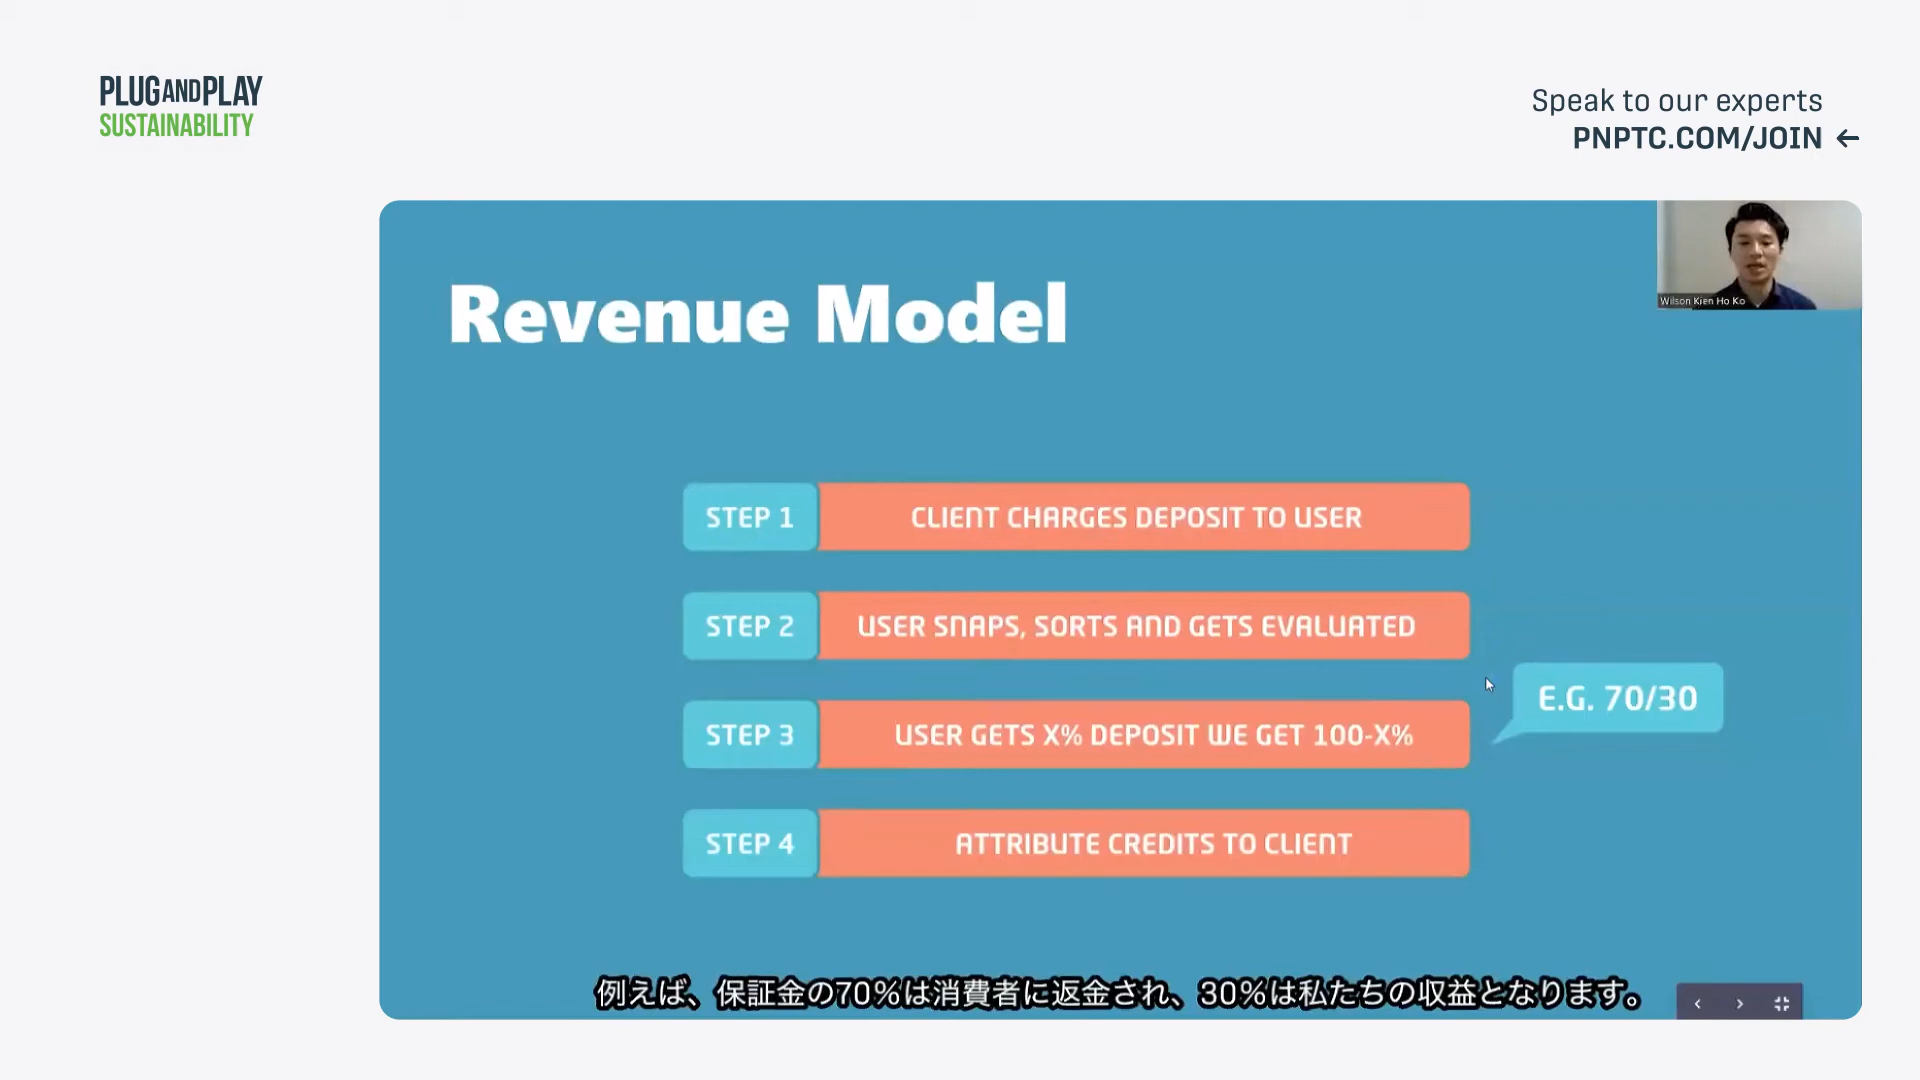 PLUGANDPLAY
SUSTAINABILITY
Speak to our experts
PNPTC.COM/JOIN ←
Wilson Kien Ho Ko
Revenue Model
STEP 1 CLIENT CHARGES DEPOSIT TO USER
STEP 2 USER SNAPS, SORTS AND GETS EVALUATED
STEP 3 USER GETS X% DEPOSIT WE GET 100-X%
E.G. 70/30
STEP 4 ATTRIBUTE CREDITS TO CLIENT
例えば、保証金の70%は消費者に返金され、30%は私たちの収益となります。